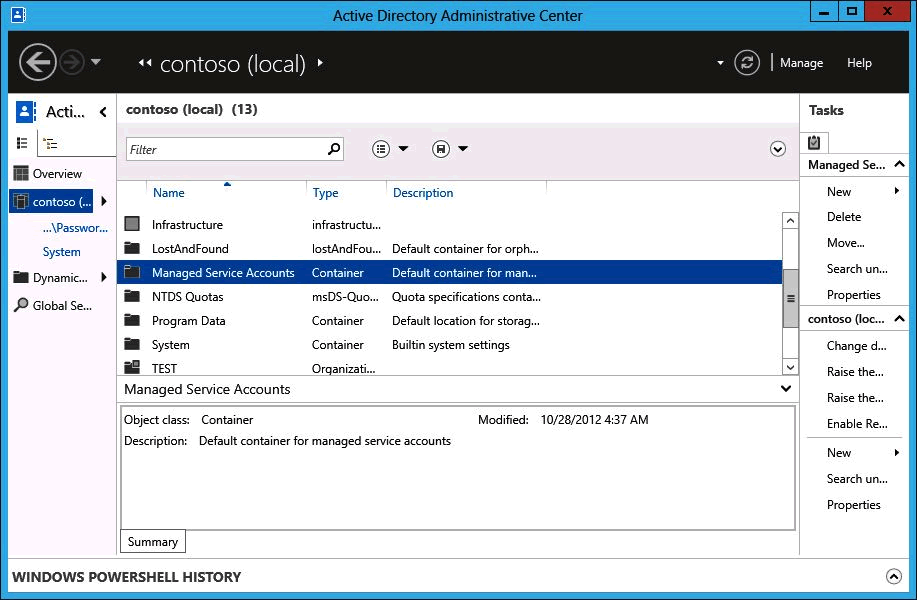 Active Directory Administrative Center
contoso (local)
Manage
Help
Acti...
Overview
contoso (...
...\Passwor...
System
Dynamic...
Global Se...
contoso (local) (13)
Filter
Name Type Description
Infrastructure infrastructu...
LostAndFound lostAndFou... Default container for orph...
Managed Service Accounts Container Default container for man...
NTDS Quotas msDS-Quo... Quota specifications conta...
Program Data Container Default location for storag...
System Container Builtin system settings
TEST Organizati...
Managed Service Accounts
Object class: Container Modified: 10/28/2012 4:37 AM
Description: Default container for managed service accounts
Summary
Tasks
Managed Se...
New
Delete
Move...
Search un...
Properties
contoso (loc...
Change d...
Raise the...
Raise the...
Enable Re...
New
Search un...
Properties
WINDOWS POWERSHELL HISTORY